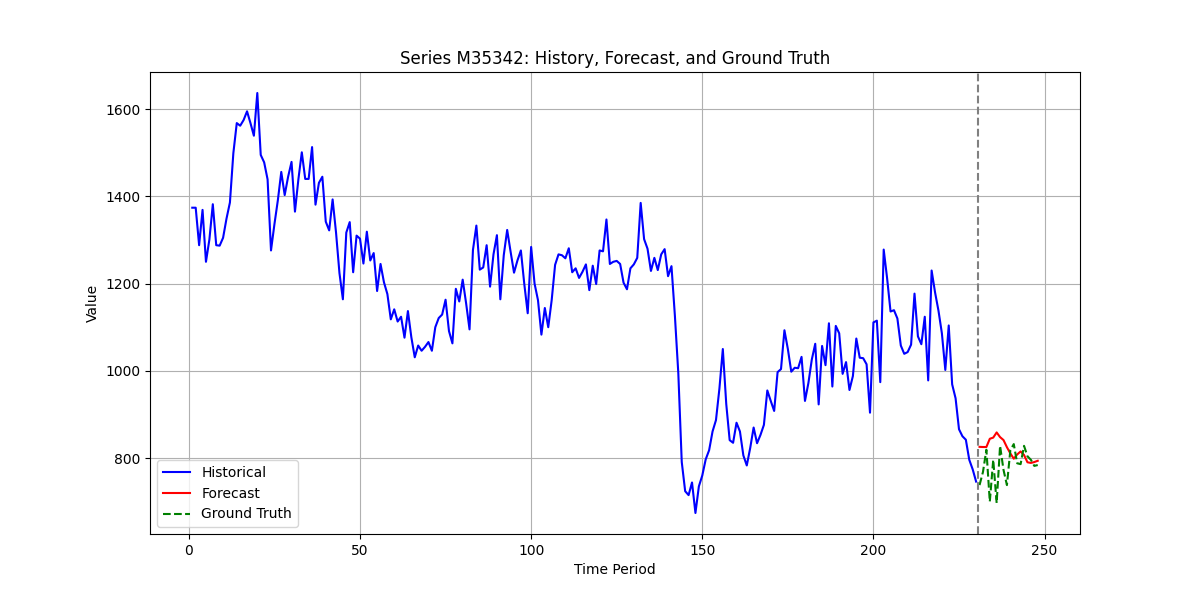 Series M35342: History, Forecast, and Ground Truth
1600
1400
1200
1000
800
Value
Historical
Forecast
Ground Truth
0
50
100
150
200
250
Time Period